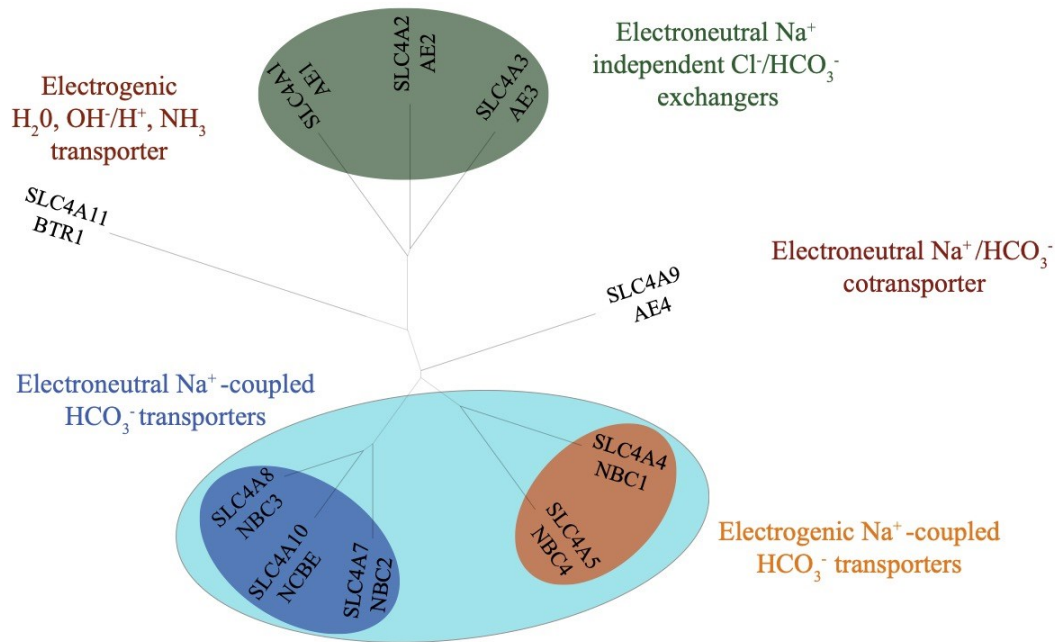 Electroneutral Na⁺
independent Cl⁻/HCO₃⁻
exchangers
SLC4A1
AE1
SLC4A2
AE2
SLC4A3
AE3
Electrogenic
H₂0, OH⁻/H⁺, NH₃
transporter
SLC4A11
BTR1
Electroneutral Na⁺/HCO₃⁻
cotransporter
SLC4A9
AE4
Electroneutral Na⁺-coupled
HCO₃⁻ transporters
SLC4A8
NBC3
SLC4A10
NCBE
SLC4A7
NBC2
SLC4A4
NBC1
SLC4A5
NBC4
Electrogenic Na⁺-coupled
HCO₃⁻ transporters